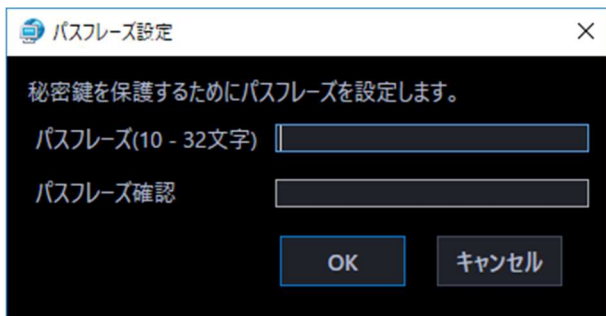 パスフレーズ設定
秘密鍵を保護するためにパスフレーズを設定します。
パスフレーズ(10 - 32文字)
パスフレーズ確認
OK キャンセル